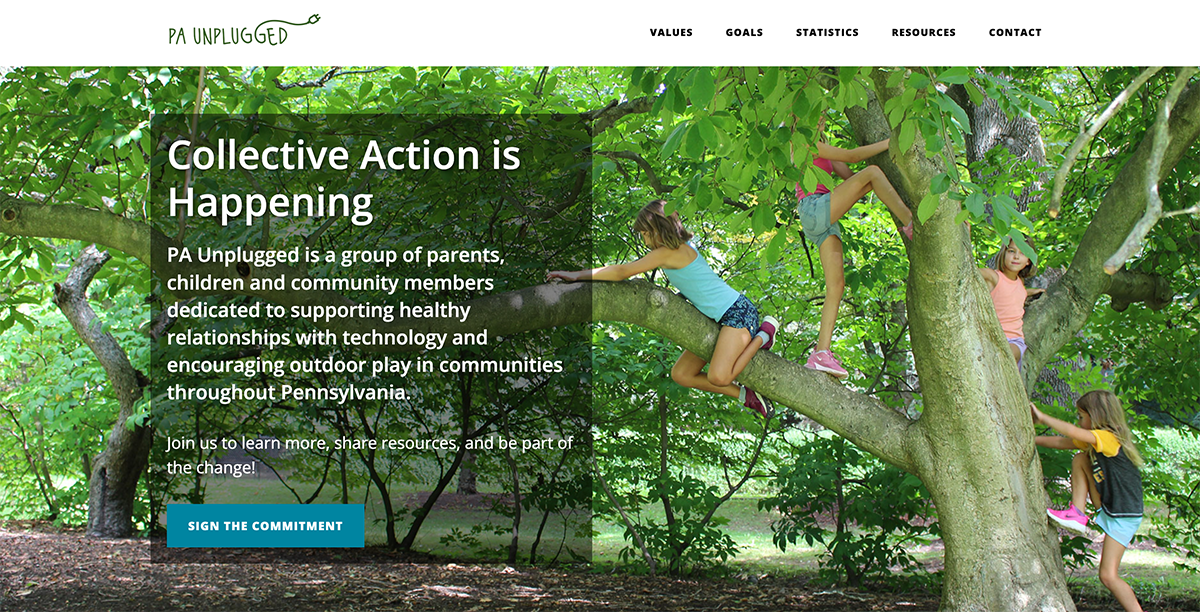 PA UNPLUGGED
VALUES GOALS STATISTICS RESOURCES CONTACT
Collective Action is
Happening
PA Unplugged is a group of parents,
children and community members
dedicated to supporting healthy
relationships with technology and
encouraging outdoor play in communities
throughout Pennsylvania.
Join us to learn more, share resources, and be part of
the change!
SIGN THE COMMITMENT